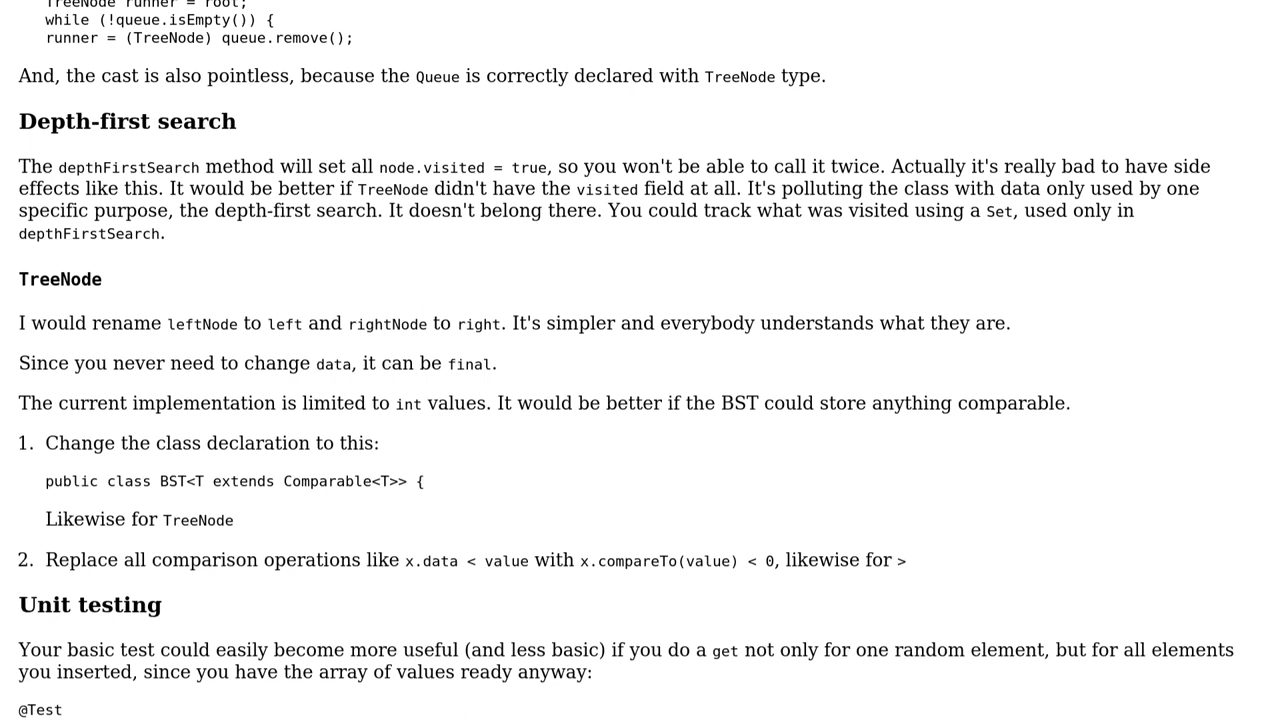 TreeNode runner = root;
while (!queue.isEmpty()) {
runner = (TreeNode) queue.remove();
And, the cast is also pointless, because the Queue is correctly declared with TreeNode type.
Depth-first search
The depthFirstSearch method will set all node.visited = true, so you won't be able to call it twice. Actually it's really bad to have side
effects like this. It would be better if TreeNode didn't have the visited field at all. It's polluting the class with data only used by one
specific purpose, the depth-first search. It doesn't belong there. You could track what was visited using a Set, used only in
depthFirstSearch.
TreeNode
I would rename leftNode to left and rightNode to right. It's simpler and everybody understands what they are.
Since you never need to change data, it can be final.
The current implementation is limited to int values. It would be better if the BST could store anything comparable.
1. Change the class declaration to this:
public class BST<T extends Comparable<T>> {
Likewise for TreeNode
2. Replace all comparison operations like x.data < value with x.compareTo(value) < 0, likewise for >
Unit testing
Your basic test could easily become more useful (and less basic) if you do a get not only for one random element, but for all elements
you inserted, since you have the array of values ready anyway:
@Test